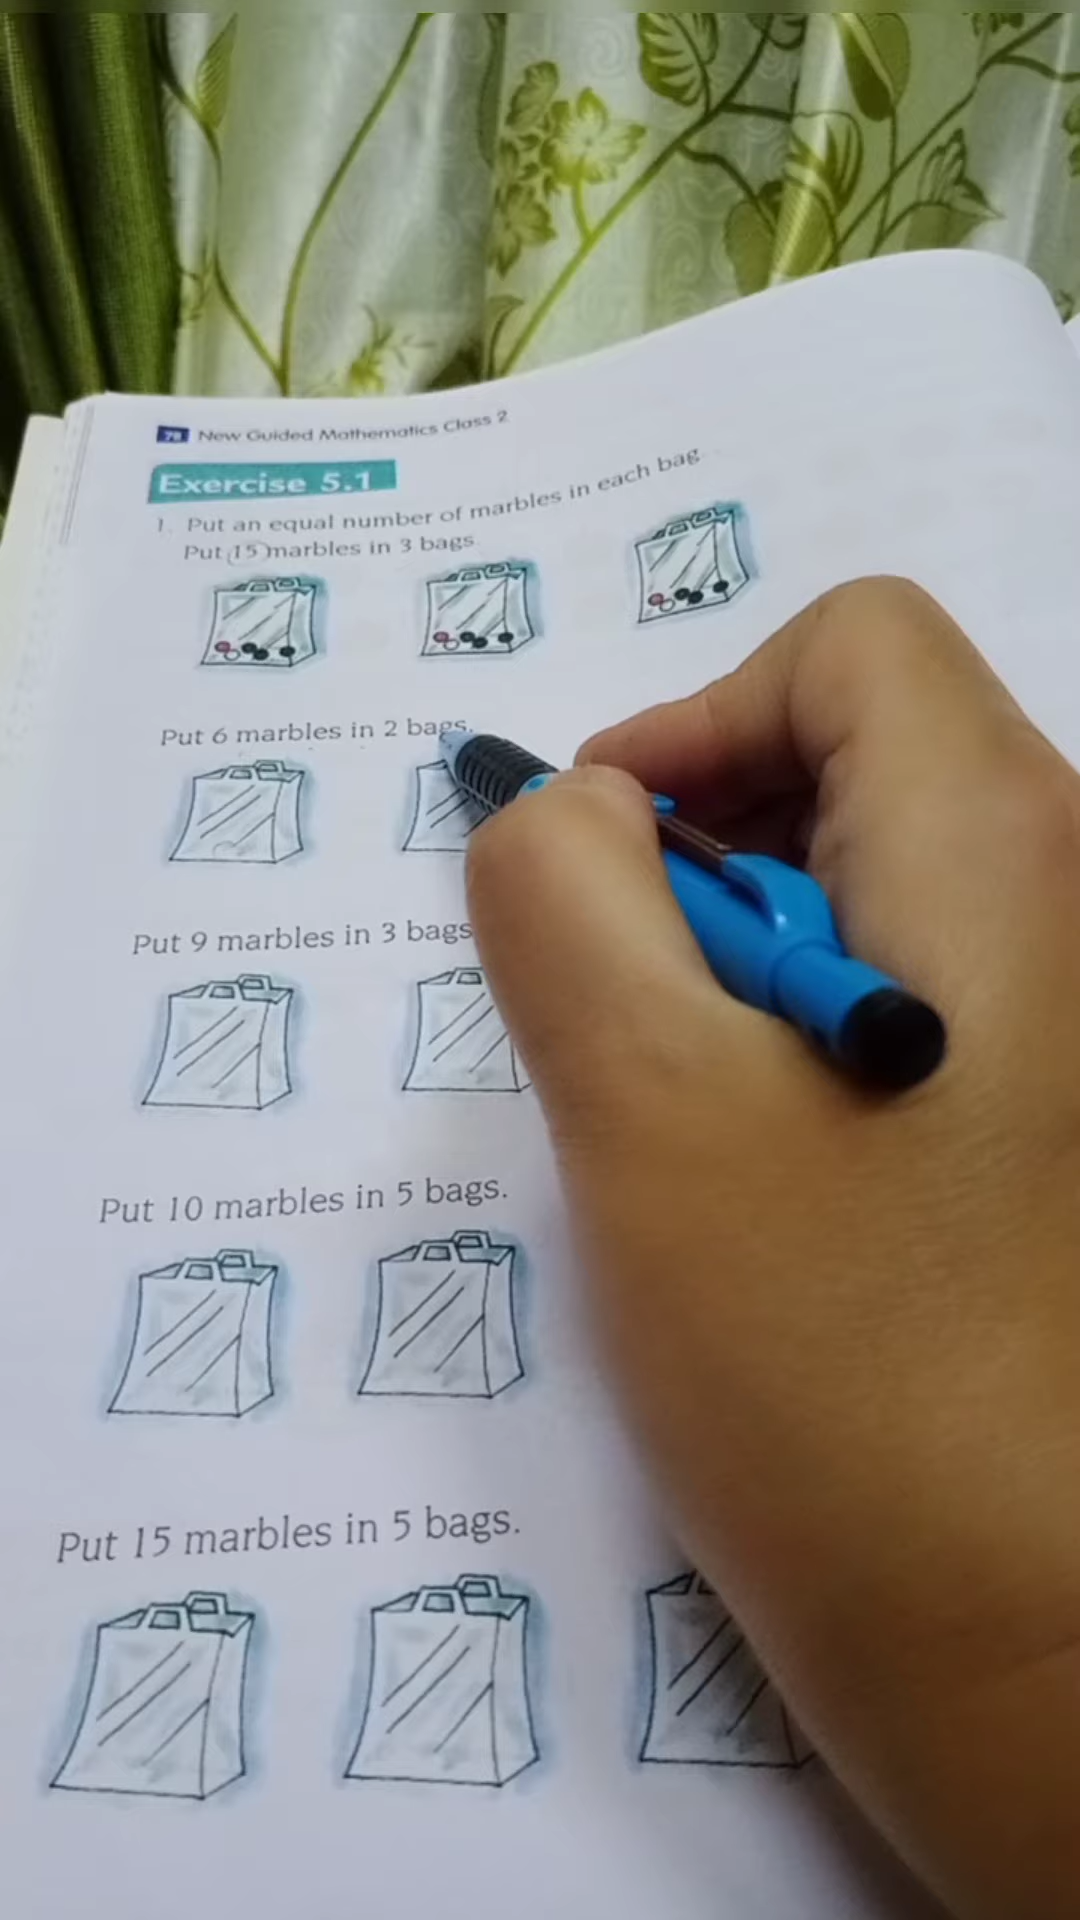 78 New Guided Mathematics Class 2
Exercise 5.1
1. Put an equal number of marbles in each bag
Put 15 marbles in 3 bags
Put 6 marbles in 2 bags.
Put 9 marbles in 3 bags
Put 10 marbles in 5 bags.
Put 15 marbles in 5 bags.